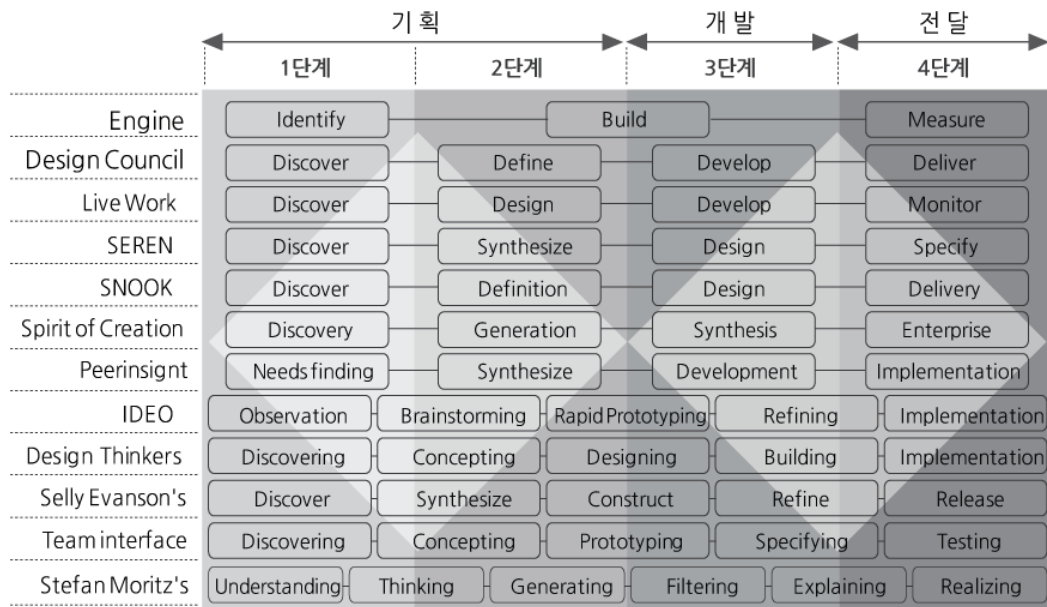 기 획 개 발 전 달
1단계 2단계 3단계 4단계
Engine Identify Build Measure
Design Council Discover Define Develop Deliver
Live Work Discover Design Develop Monitor
SEREN Discover Synthesize Design Specify
SNOOK Discover Definition Design Delivery
Spirit of Creation Discovery Generation Synthesis Enterprise
Peerinsignt Needs finding Synthesize Development Implementation
IDEO Observation Brainstorming Rapid Prototyping Refining Implementation
Design Thinkers Discovering Concepting Designing Building Implementation
Selly Evanson's Discover Synthesize Construct Refine Release
Team interface Discovering Concepting Prototyping Specifying Testing
Stefan Moritz's Understanding Thinking Generating Filtering Explaining Realizing